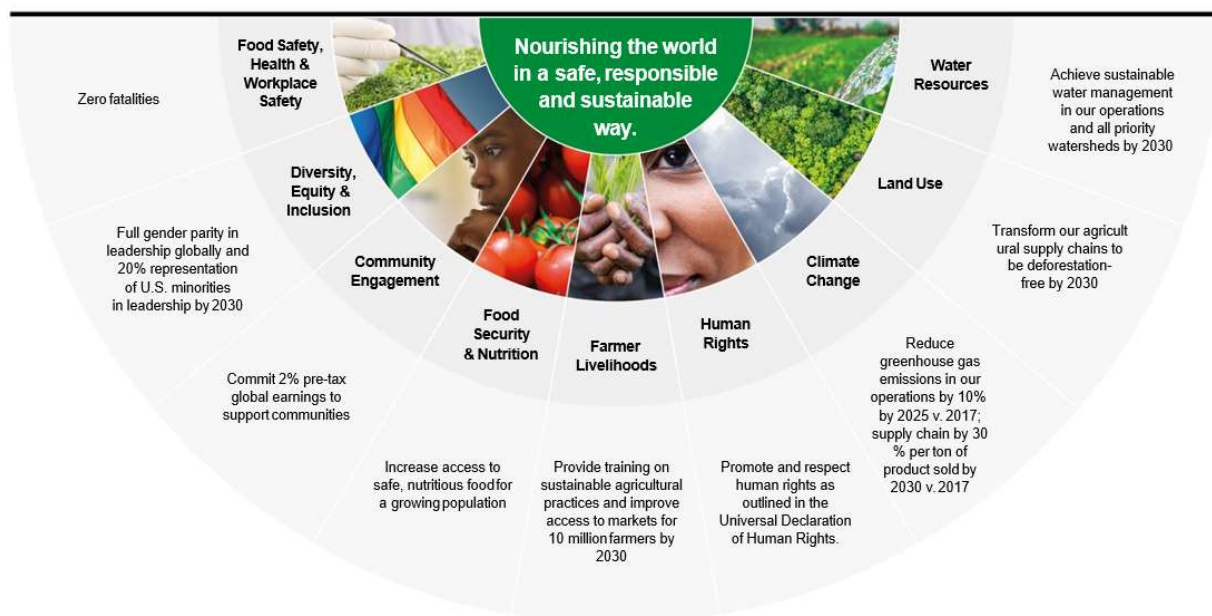 Nourishing the world
in a safe, responsible
and sustainable
way.
Food Safety,
Health &
Workplace
Safety
Zero fatalities
Diversity,
Equity &
Inclusion
Full gender parity in
leadership globally and
20% representation
of U.S. minorities
in leadership by 2030
Community
Engagement
Commit 2% pre-tax
global earnings to
support communities
Food
Security
& Nutrition
Increase access to
safe, nutritious food for
a growing population
Farmer
Livelihoods
Provide training on
sustainable agricultural
practices and improve
access to markets for
10 million farmers by
2030
Human
Rights
Promote and respect
human rights as
outlined in the
Universal Declaration
of Human Rights.
Climate
Change
Reduce
greenhouse gas
emissions in our
operations by 10%
by 2025 v. 2017;
supply chain by 30
% per ton of
product sold by
2030 v. 2017
Land Use
Transform our agricult
ural supply chains to
be deforestation-
free by 2030
Water
Resources
Achieve sustainable
water management
in our operations
and all priority
watersheds by 2030